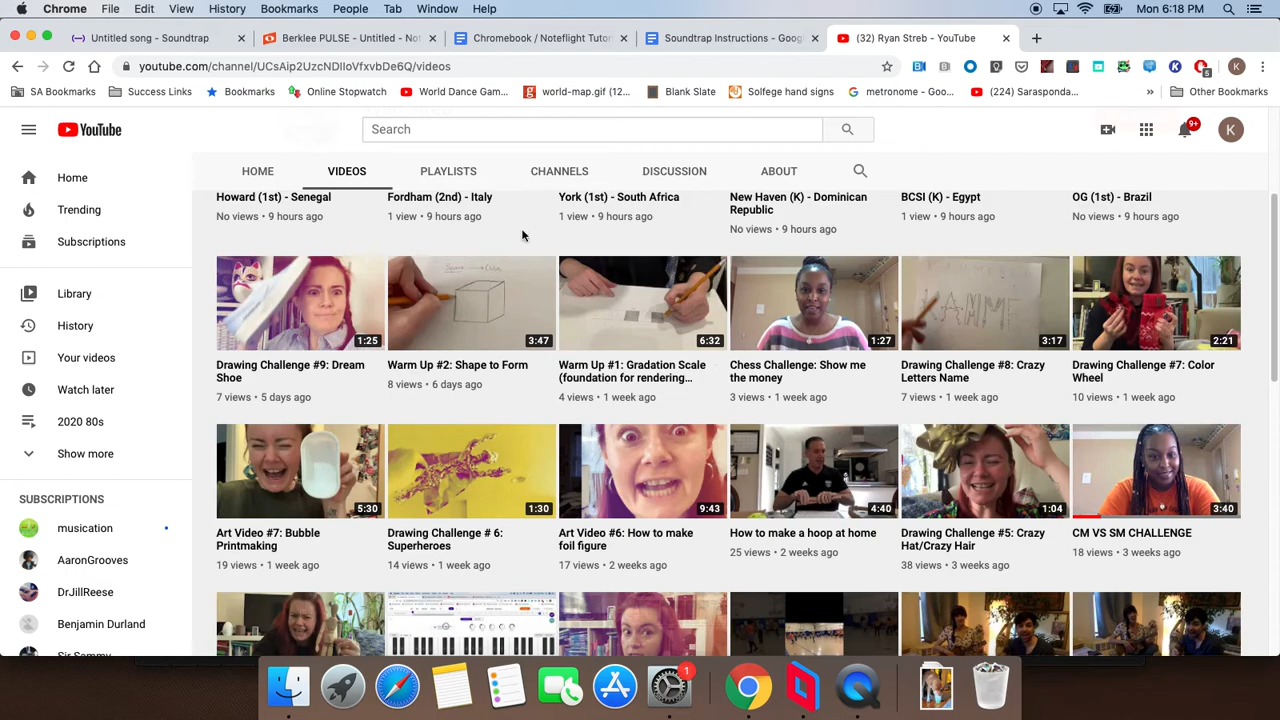 Chrome File Edit View History Bookmarks People Tab Window Help Mon 6:18 PM
Untitled song - Soundtrap Berklee PULSE - Untitled - N Chromebook / Noteflight Tutor Soundtrap Instructions - Googl (32) Ryan Streb - YouTube
youtube.com/channel/UCsAip2UzcNDlIoVfxvbDe6Q/videos
SA Bookmarks Success Links Bookmarks Online Stopwatch World Dance Gam... world-map.gif (12... Blank Slate Solfege hand signs metronome - Goo... (224) Sarasponda... » Other Bookmarks
YouTube Search 9+ K
HOME VIDEOS PLAYLISTS CHANNELS DISCUSSION ABOUT
Home
Trending
Subscriptions
Library
History
Your videos
Watch later
2020 80s
Show more
SUBSCRIPTIONS
musication
AaronGrooves
DrJillReese
Benjamin Durland
Sir Sammy
Howard (1st) - Senegal
No views • 9 hours ago
Fordham (2nd) - Italy
1 view • 9 hours ago
York (1st) - South Africa
1 view • 9 hours ago
New Haven (K) - Dominican
Republic
No views • 9 hours ago
BCSI (K) - Egypt
1 view • 9 hours ago
OG (1st) - Brazil
No views • 9 hours ago
1:25
Drawing Challenge #9: Dream
Shoe
7 views • 5 days ago
3:47
Warm Up #2: Shape to Form
8 views • 6 days ago
6:32
Warm Up #1: Gradation Scale
(foundation for rendering...
4 views • 1 week ago
1:27
Chess Challenge: Show me
the money
3 views • 1 week ago
3:17
Drawing Challenge #8: Crazy
Letters Name
7 views • 1 week ago
2:21
Drawing Challenge #7: Color
Wheel
10 views • 1 week ago
5:30
Art Video #7: Bubble
Printmaking
19 views • 1 week ago
1:30
Drawing Challenge # 6:
Superheroes
14 views • 1 week ago
9:43
Art Video #6: How to make
foil figure
17 views • 2 weeks ago
4:40
How to make a hoop at home
25 views • 2 weeks ago
1:04
Drawing Challenge #5: Crazy
Hat/Crazy Hair
38 views • 3 weeks ago
3:40
CM VS SM CHALLENGE
18 views • 3 weeks ago
1